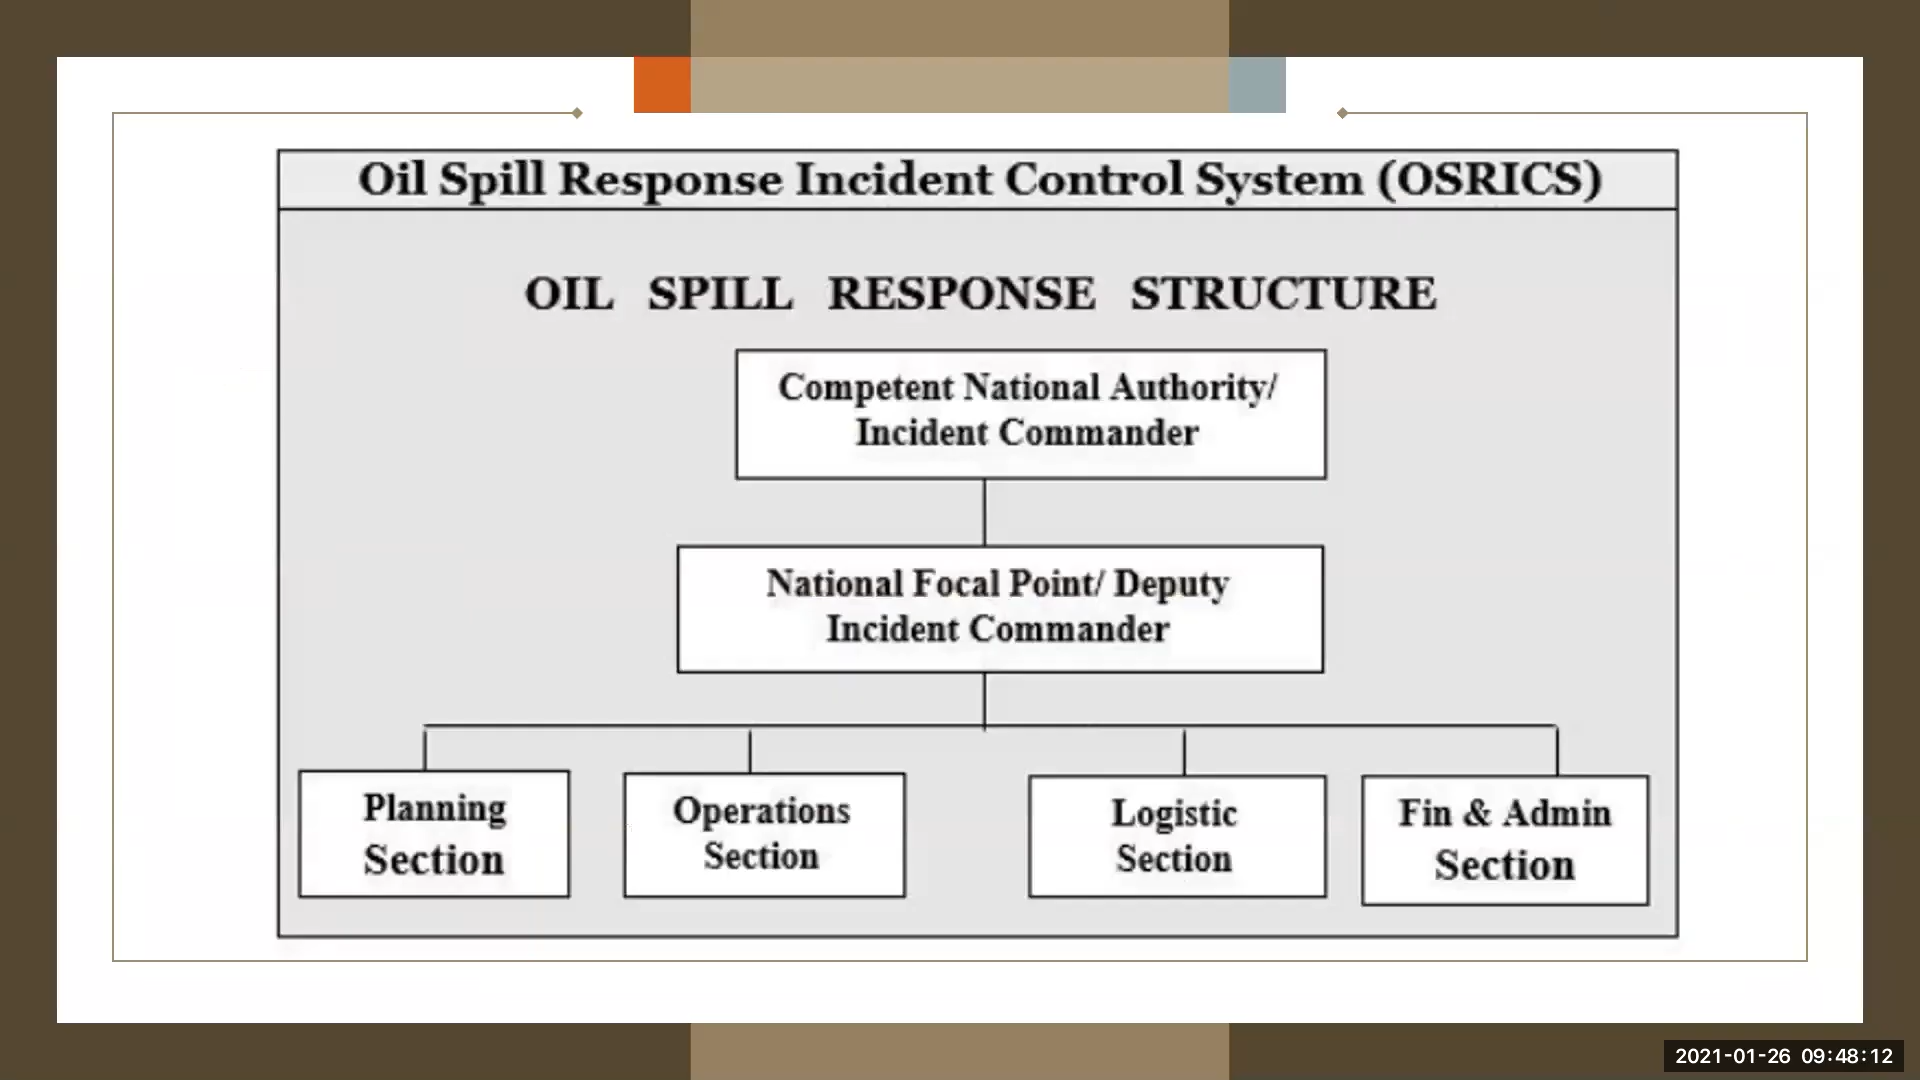 Oil Spill Response Incident Control System (OSRICS)
OIL SPILL RESPONSE STRUCTURE
Competent National Authority/
Incident Commander
National Focal Point/ Deputy
Incident Commander
Planning
Section
Operations
Section
Logistic
Section
Fin & Admin
Section
2021-01-26 09:48:12